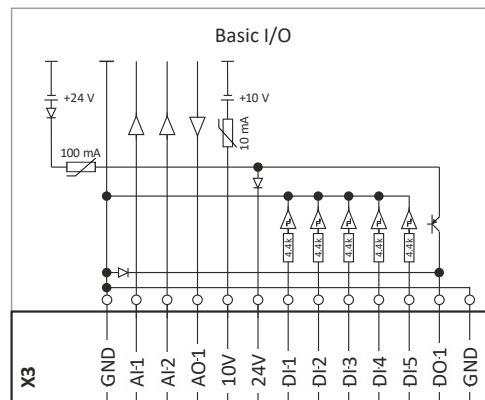 Basic I/O
+24 V
+10 V
100 mA
10 mA
4.4k
4.4k
4.4k
4.4k
4.4k
X3
GND
AI-1
AI-2
AO-1
10V
24V
DI-1
DI-2
DI-3
DI-4
DI-5
DO-1
GND